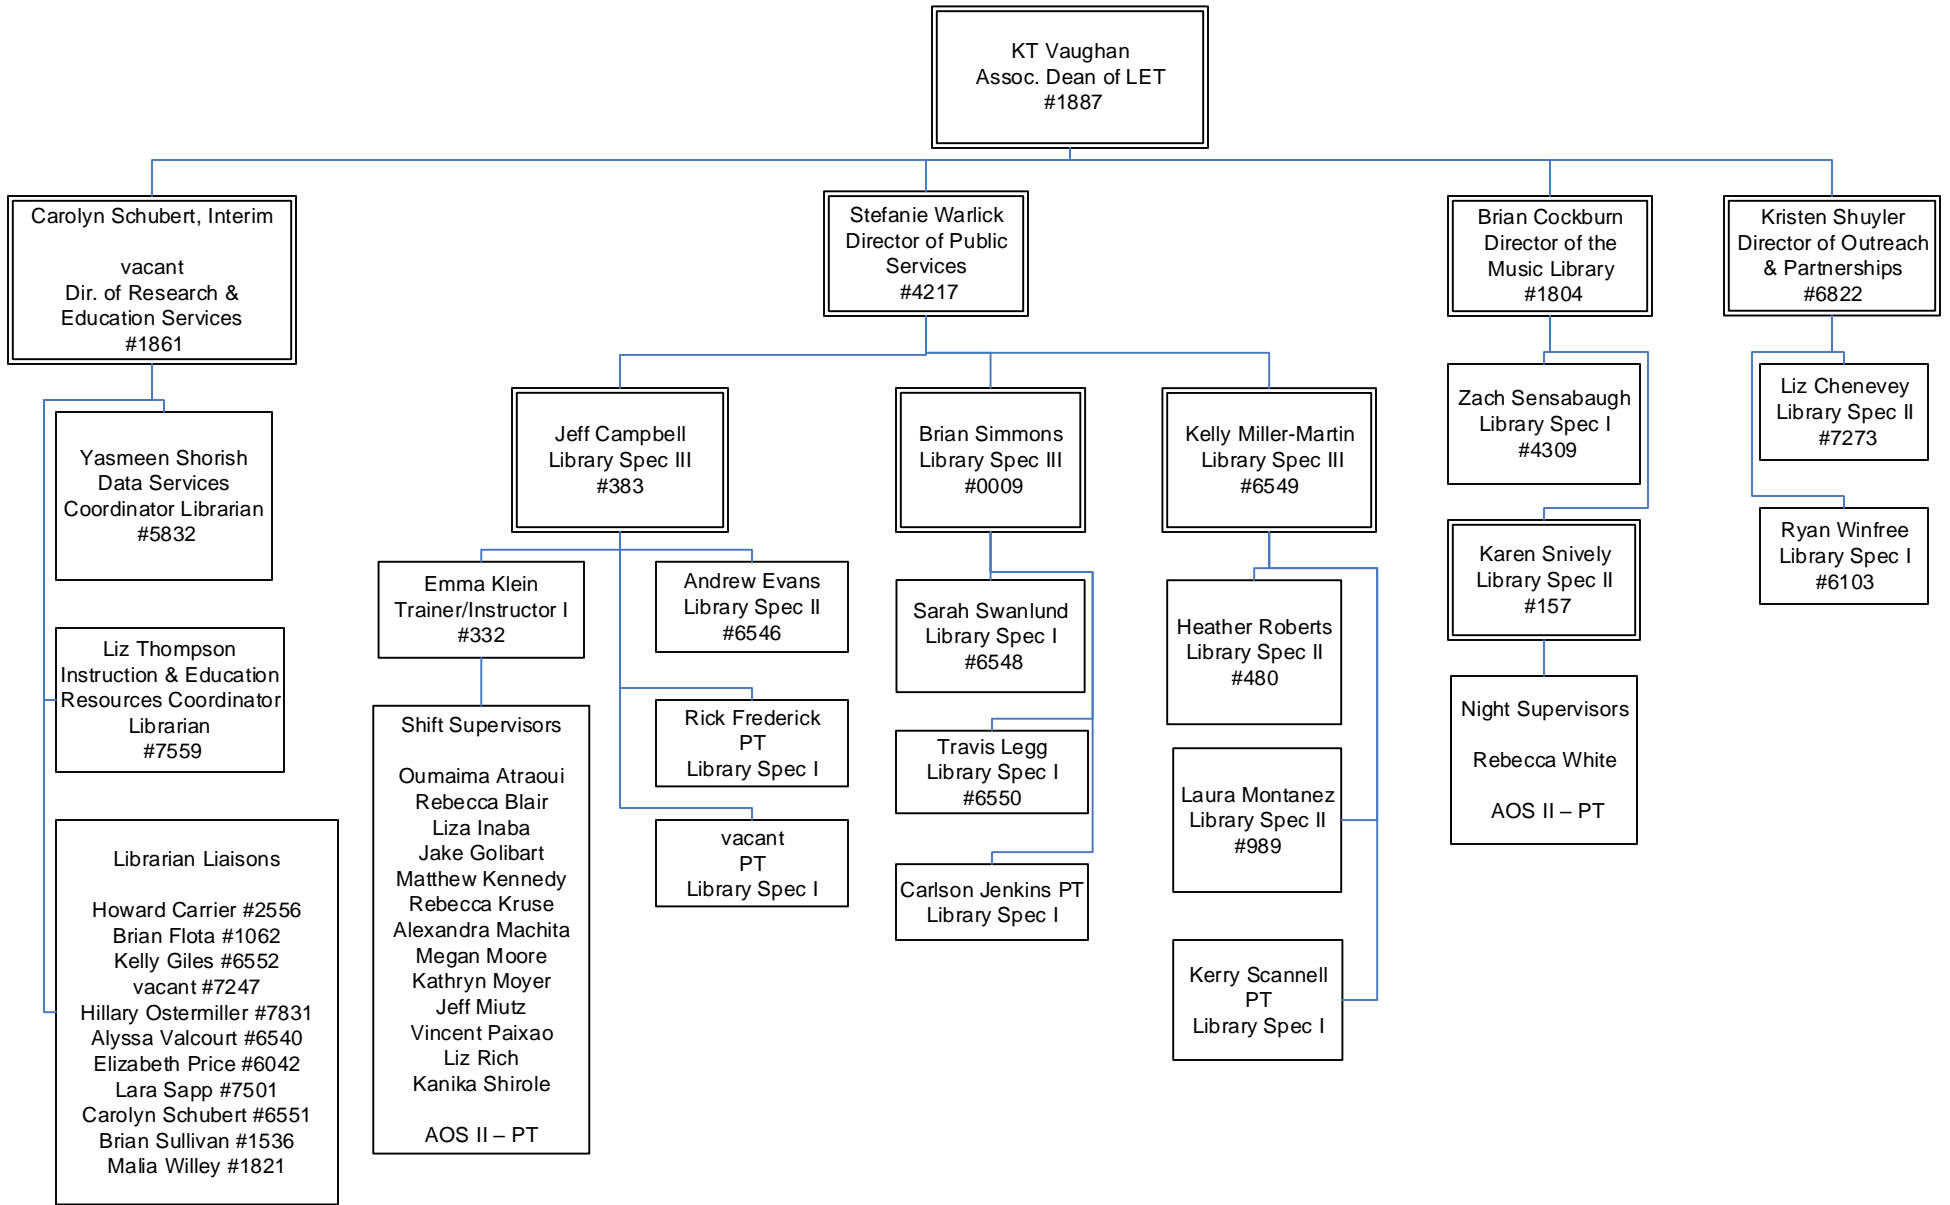 KT Vaughan
Assoc. Dean of LET
#1887
Carolyn Schubert, Interim
vacant
Dir. of Research &
Education Services
#1861
Stefanie Warlick
Director of Public
Services
#4217
Brian Cockburn
Director of the
Music Library
#1804
Kristen Shuyler
Director of Outreach
& Partnerships
#6822
Yasmeen Shorish
Data Services
Coordinator Librarian
#5832
Liz Thompson
Instruction & Education
Resources Coordinator
Librarian
#7559
Librarian Liaisons
Howard Carrier #2556
Brian Flota #1062
Kelly Giles #6552
vacant #7247
Hillary Ostermiller #7831
Alyssa Valcourt #6540
Elizabeth Price #6042
Lara Sapp #7501
Carolyn Schubert #6551
Brian Sullivan #1536
Malia Willey #1821
Jeff Campbell
Library Spec III
#383
Emma Klein
Trainer/Instructor I
#332
Shift Supervisors
Oumaima Atraoui
Rebecca Blair
Liza Inaba
Jake Golibart
Matthew Kennedy
Rebecca Kruse
Alexandra Machita
Megan Moore
Kathryn Moyer
Jeff Miutz
Vincent Paixao
Liz Rich
Kanika Shirole
AOS II – PT
Andrew Evans
Library Spec II
#6546
Rick Frederick
PT
Library Spec I
vacant
PT
Library Spec I
Brian Simmons
Library Spec III
#0009
Sarah Swanlund
Library Spec I
#6548
Travis Legg
Library Spec I
#6550
Carlson Jenkins PT
Library Spec I
Kelly Miller-Martin
Library Spec III
#6549
Heather Roberts
Library Spec II
#480
Laura Montanez
Library Spec II
#989
Kerry Scannell
PT
Library Spec I
Zach Sensabaugh
Library Spec I
#4309
Karen Snively
Library Spec II
#157
Night Supervisors
Rebecca White
AOS II – PT
Liz Chenevey
Library Spec II
#7273
Ryan Winfree
Library Spec I
#6103